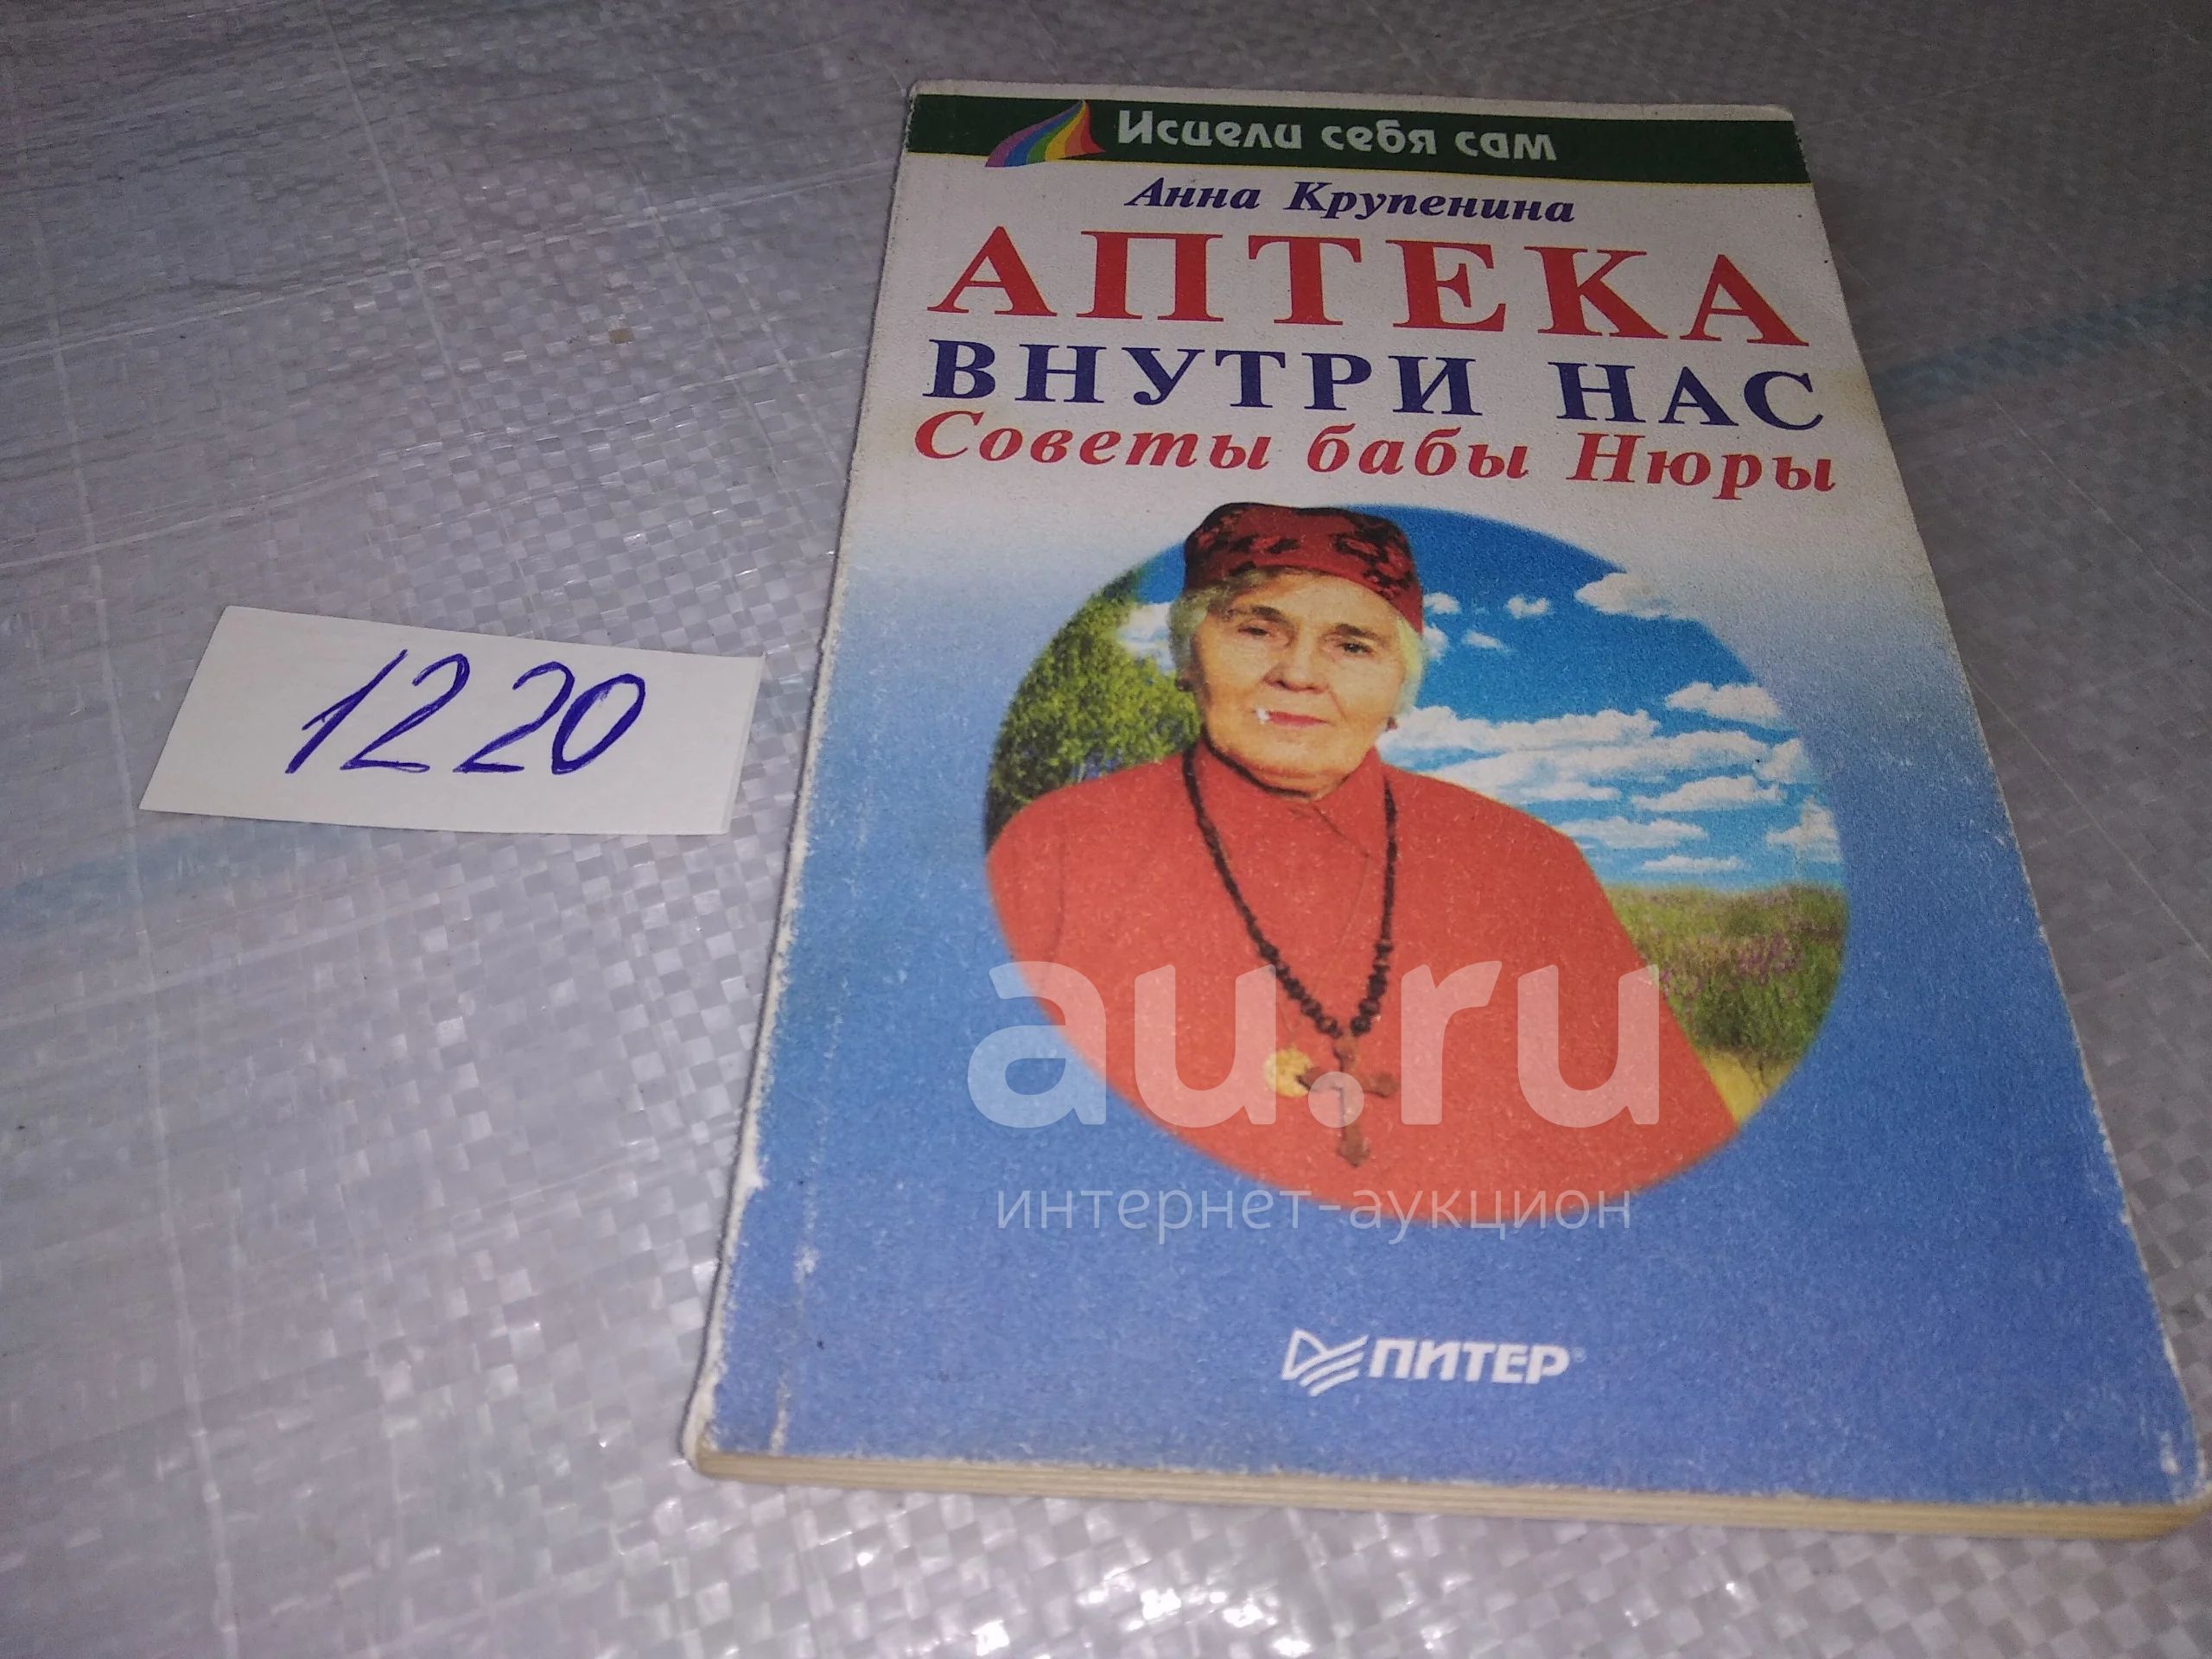 Исцели себя сам
Анна Крупенина
АПТЕКА
ВНУТРИ НАС
Советы бабы Нюры
1220
au.ru
интернет-аукцион
ПИТЕР®